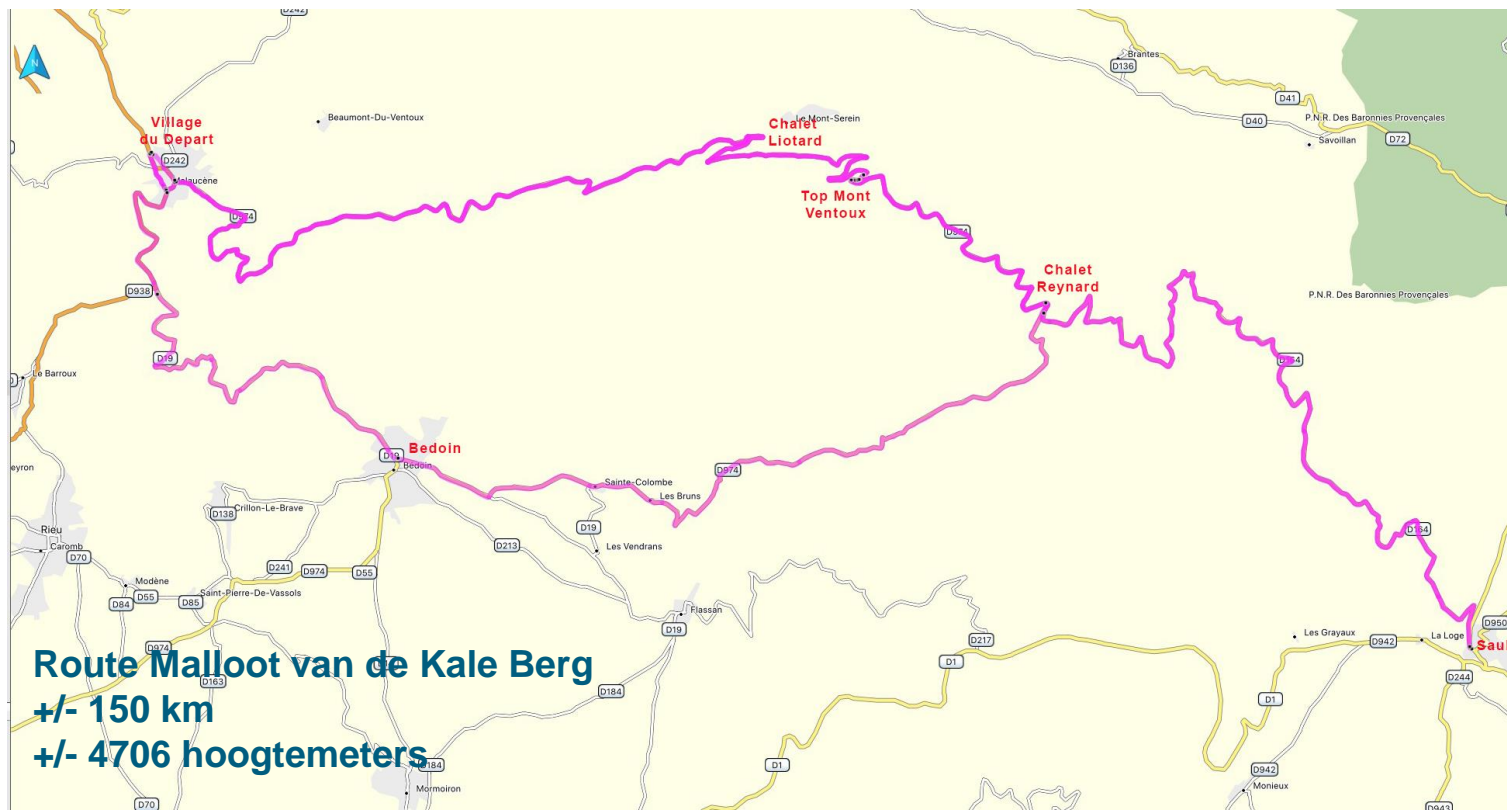 D242
N
Brantes
D136
D41
Beaumont-Du-Ventoux
Village
du Depart
Le Mont-Serein
Chalet
Liotard
D40
P.N.R. Des Baronnies Provençales
D72
Savoillan
D242
Malaucène
Top Mont
Ventoux
D974
D974
Chalet
Reynard
D938
P.N.R. Des Baronnies Provençales
D19
Le Barroux
D164
Bedoin
D19
Bedoin
D974
Sainte-Colombe
Les Bruns
Crillon-Le-Brave
D138
D19
D164
Rieu
Caromb
D70
D213
Les Vendrans
D241
D974
D55
Modène
D55
D84
D85
Saint-Pierre-De-Vassols
Flassan
D19
D217
Les Grayaux
D942
La Loge
D950
Saul
D974
D1
D244
Route Malloot van de Kale Berg
D163
D184
+/- 150 km
D1
+/- 4706 hoogtemeters
D184
D1
D942
Mormoiron
Monieux
D70
D943